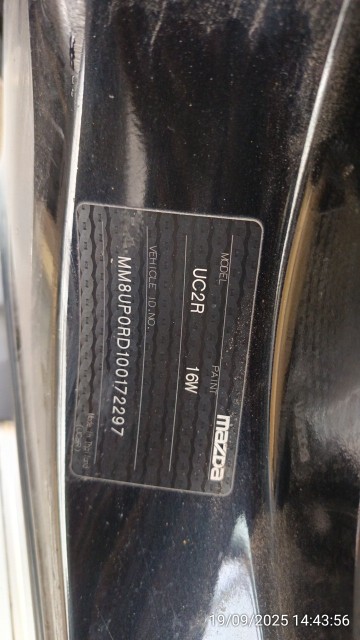 mazda
MODEL
PAINT
UC2R
16W
VEHICLE ID.NO.
MM8UP0RD100172297
19/09/2025 14:43:56